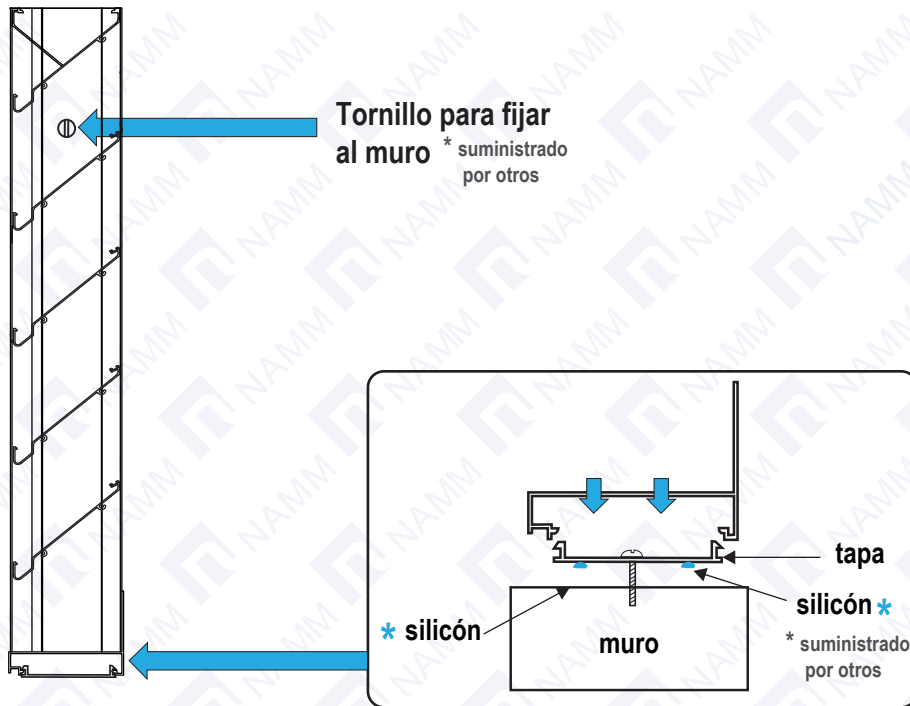 Tornillo para fijar
al muro * suministrado
por otros
tapa
silicón *
* silicón
muro
* suministrado
por otros
NAMM